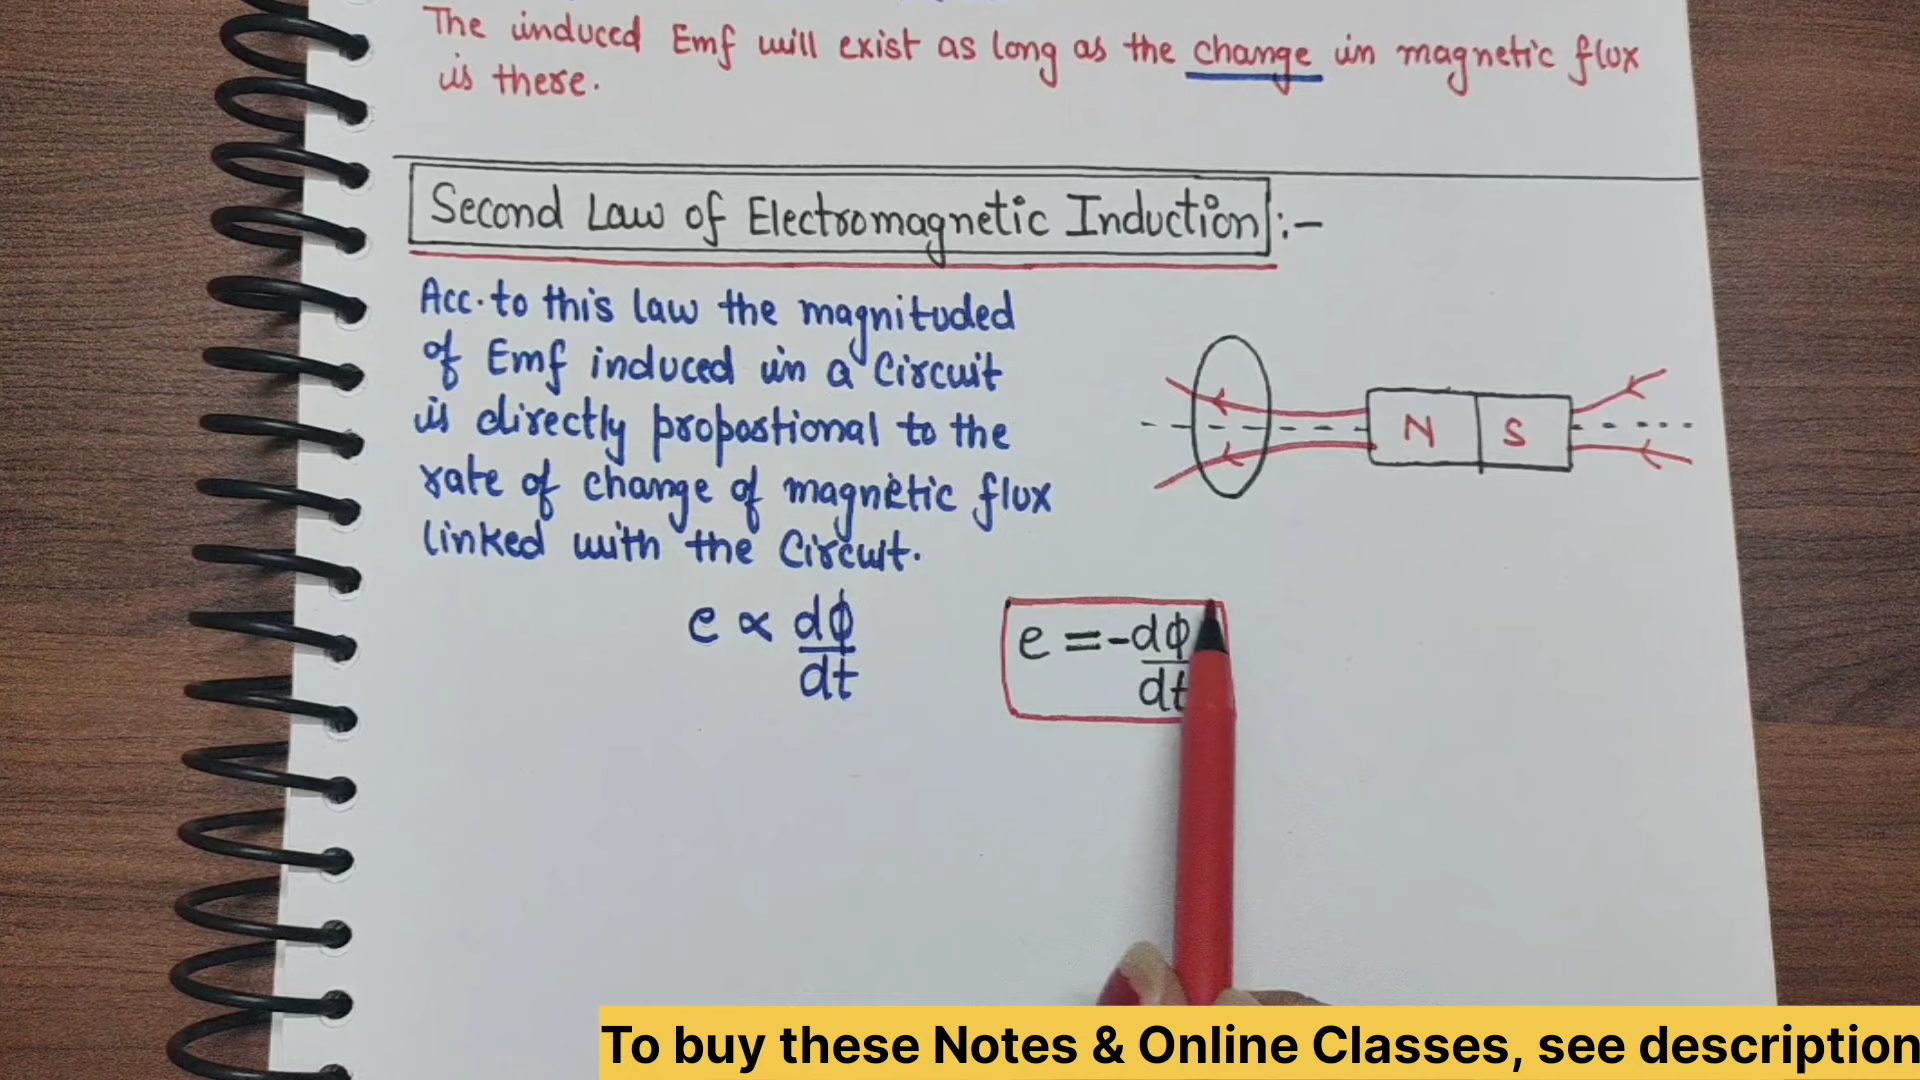 The induced Emf will exist as long as the change in magnetic flux
is there.
Second Law of Electromagnetic Induction :-
Acc. to this law the magnituded
of Emf induced in a Circuit
is directly propostional to the
rate of change of magnetic flux
linked with the Circuit.
N S
e ∝ dϕ/dt
e = -dϕ/dt
To buy these Notes & Online Classes, see description